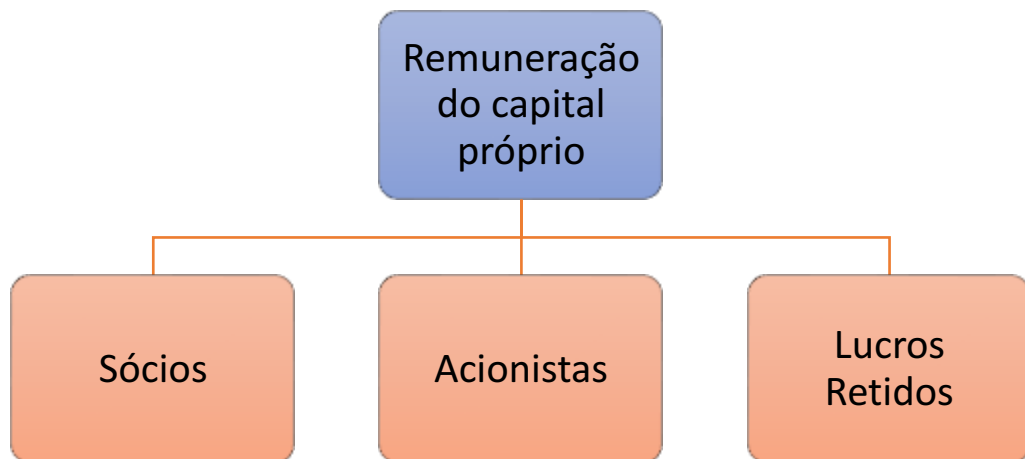 Remuneração
do capital
próprio
Sócios
Acionistas
Lucros
Retidos